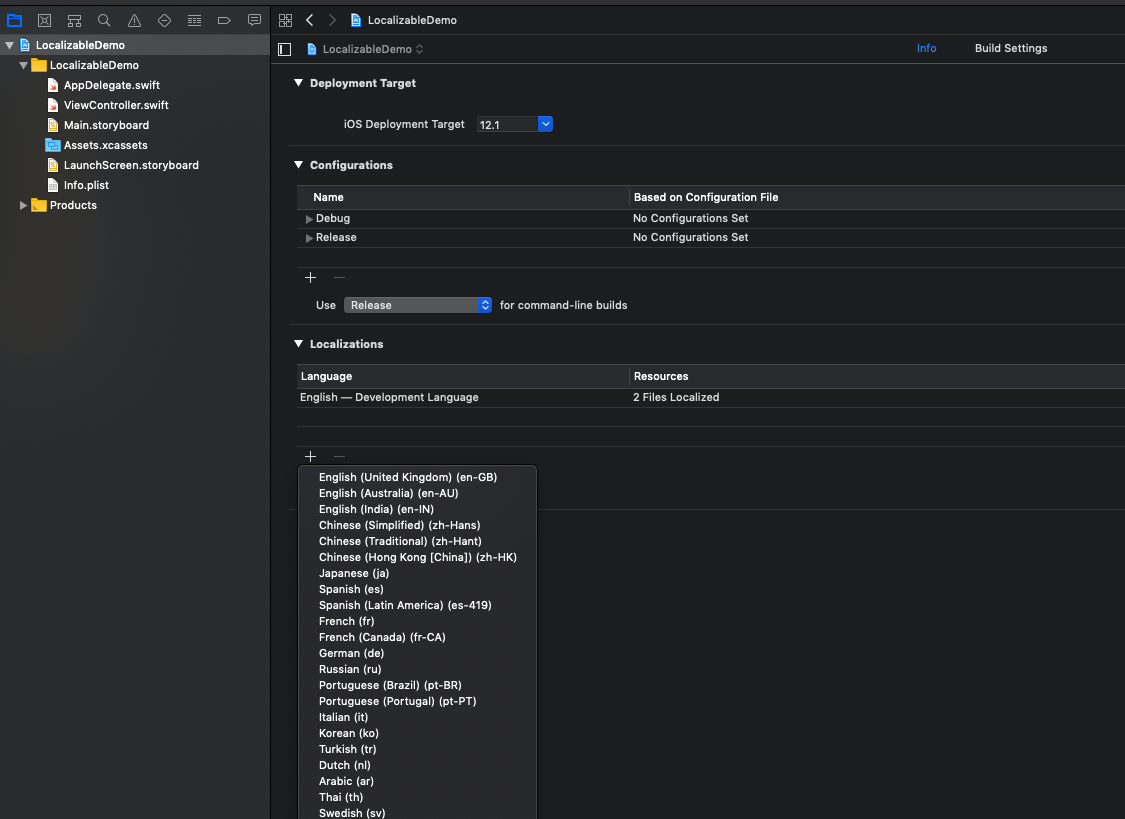 LocalizableDemo
LocalizableDemo
AppDelegate.swift
ViewController.swift
Main.storyboard
Assets.xcassets
LaunchScreen.storyboard
Info.plist
Products
LocalizableDemo
LocalizableDemo
Info
Build Settings
Deployment Target
iOS Deployment Target 12.1
Configurations
Name Based on Configuration File
Debug No Configurations Set
Release No Configurations Set
Use Release for command-line builds
Localizations
Language Resources
English — Development Language 2 Files Localized
English (United Kingdom) (en-GB)
English (Australia) (en-AU)
English (India) (en-IN)
Chinese (Simplified) (zh-Hans)
Chinese (Traditional) (zh-Hant)
Chinese (Hong Kong [China]) (zh-HK)
Japanese (ja)
Spanish (es)
Spanish (Latin America) (es-419)
French (fr)
French (Canada) (fr-CA)
German (de)
Russian (ru)
Portuguese (Brazil) (pt-BR)
Portuguese (Portugal) (pt-PT)
Italian (it)
Korean (ko)
Turkish (tr)
Dutch (nl)
Arabic (ar)
Thai (th)
Swedish (sv)